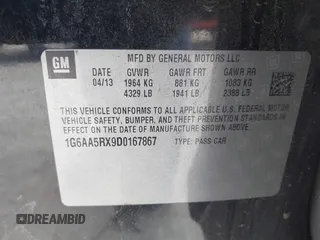 GM
MFD BY GENERAL MOTORS LLC
DATE GVWR GAWR FRT GAWR RR
04/13 1964 KG 881 KG 1083 KG
4329 LB 1941 LB 2388 LB
THIS VEHICLE CONFORMS TO ALL APPLICABLE U.S. FEDERAL MOTOR
VEHICLE SAFETY, BUMPER, AND THEFT PREVENTION STANDARDS IN
EFFECT ON THE DATE OF MANUFACTURE SHOWN ABOVE.
1G6AA5RX9D0167867 TYPE: PASS CAR
DREAMBID